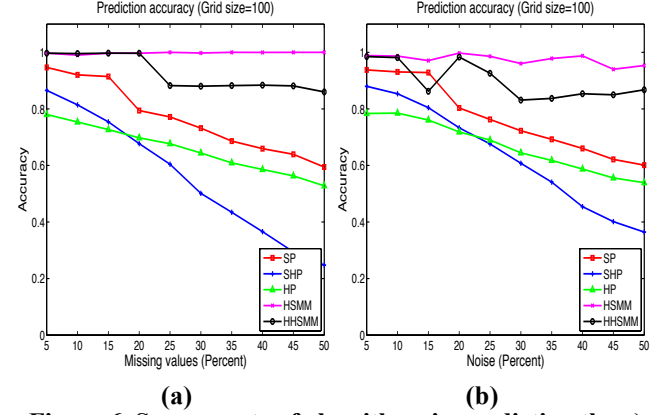 Prediction accuracy (Grid size=100)
1
0.8
0.6
0.4
0.2
0
Accuracy
SP
SHP
HP
HSMM
HHSMM
5 10 15 20 25 30 35 40 45 50
Missing values (Percent)
(a)
Prediction accuracy (Grid size=100)
1
0.8
0.6
0.4
0.2
0
Accuracy
SP
SHP
HP
HSMM
HHSMM
5 10 15 20 25 30 35 40 45 50
Noise (Percent)
(b)